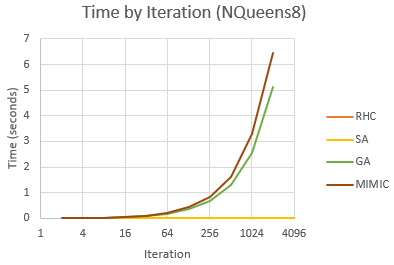 Time by Iteration (NQueens8)
7
6
5
4
3
2
1
0
Time (seconds)
1 4 16 64 256 1024 4096
Iteration
RHC
SA
GA
MIMIC